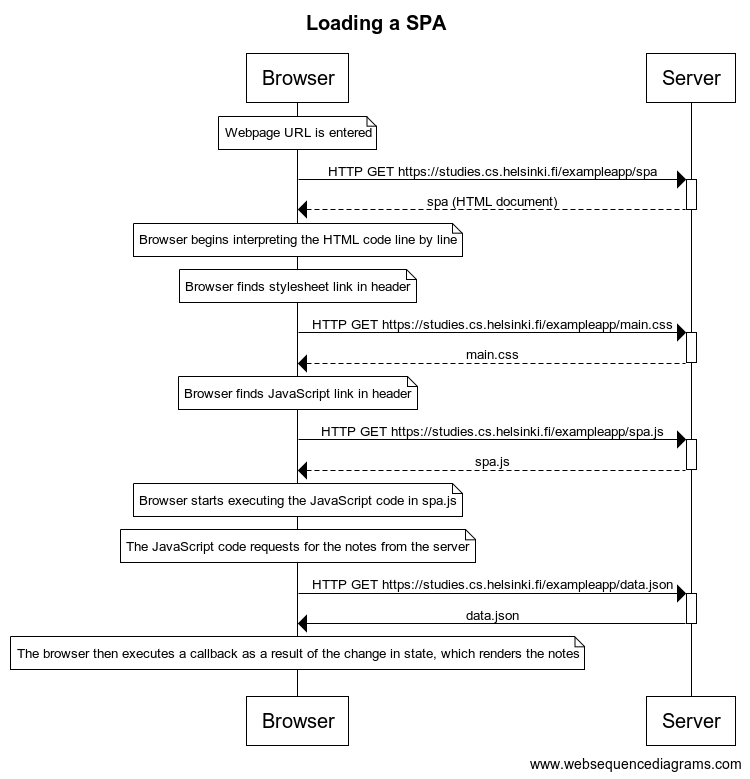 Loading a SPA
Browser
Server
Webpage URL is entered
HTTP GET https://studies.cs.helsinki.fi/exampleapp/spa
spa (HTML document)
Browser begins interpreting the HTML code line by line
Browser finds stylesheet link in header
HTTP GET https://studies.cs.helsinki.fi/exampleapp/main.css
main.css
Browser finds JavaScript link in header
HTTP GET https://studies.cs.helsinki.fi/exampleapp/spa.js
spa.js
Browser starts executing the JavaScript code in spa.js
The JavaScript code requests for the notes from the server
HTTP GET https://studies.cs.helsinki.fi/exampleapp/data.json
data.json
The browser then executes a callback as a result of the change in state, which renders the notes
Browser
Server
www.websequencediagrams.com